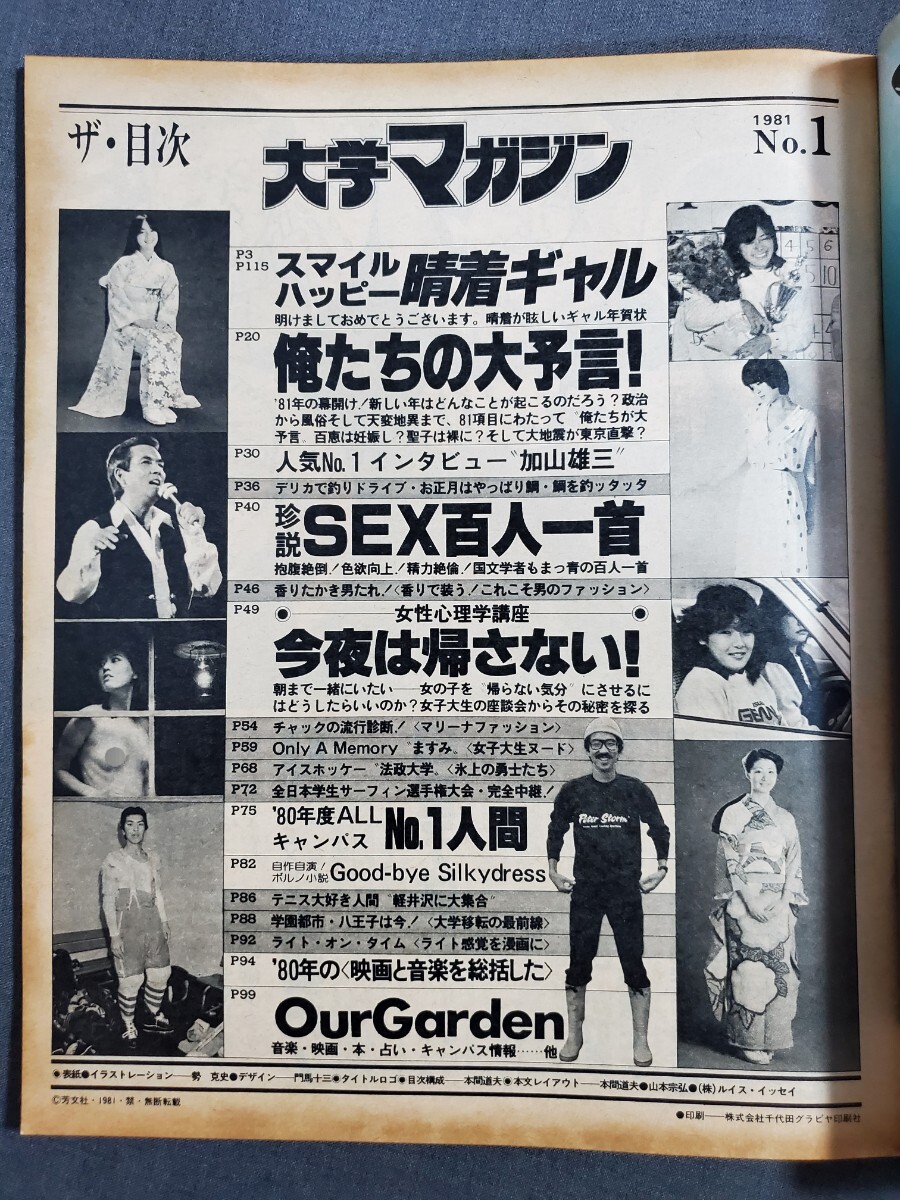 ザ・目次
大学マガジン
1981
No.1
P3
P115
スマイル
ハッピー晴着ギャル
明けましておめでとうございます。晴着が眩しいギャル年賀状
P20
俺たちの大予言!
'81年の幕開け!新しい年はどんなことが起こるのだろう?政治
から風俗そして天変地異まで、81項目にわたって〝俺たちが大
予言〟百恵は妊娠し?聖子は裸に?そして大地震が東京直撃?
P30 人気No.1インタビュー〝加山雄三〟
P36 デリカで釣りドライブ・お正月はやっぱり鯛・鯛を釣ッタッタ
P40 珍説SEX百人一首
抱腹絶倒!色欲向上!精力絶倫!国文学者もまっ青の百人一首
P46 香りたかき男たれ!〈香りで装う!これこそ男のファッション〉
P49 ●女性心理学講座●
今夜は帰さない!
朝まで一緒にいたい──女の子を〝帰らない気分〟にさせるに
はどうしたらいいのか?女子大生の座談会からその秘密を探る
P54 チャックの流行診断!〈マリーナファッション〉
P59 Only A Memory〝ますみ〟〈女子大生ヌード〉
P68 アイスホッケー〝法政大学〟〈氷上の勇士たち〉
P72 全日本学生サーフィン選手権大会・完全中継!
P75 '80年度ALL
キャンパス No.1人間
P82 自作自演!
ポルノ小説 Good-bye Silkydress
P86 テニス大好き人間〝軽井沢に大集合〟
P88 学園都市・八王子は今!〈大学移転の最前線〉
P92 ライト・オン・タイム〈ライト感覚を漫画に〉
P94 '80年の〈映画と音楽を総括した〉
P99 OurGarden
音楽・映画・本・占い・キャンパス情報……他
4 5 6
10
Peter Storm
●表紙●イラストレーション──勢 克史●デザイン──門馬十三●タイトルロゴ●目次構成──本間道夫●本文レイアウト──本間道夫●山本宗弘●(株)ルイス・イッセイ
©芳文社・1981・禁・無断転載
●印刷──株式会社千代田グラビヤ印刷社